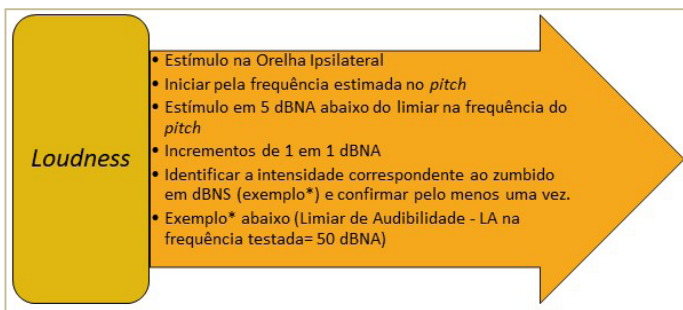 Loudness
• Estímulo na Orelha Ipsilateral
• Iniciar pela frequência estimada no pitch
• Estímulo em 5 dBNA abaixo do limiar na frequência do
pitch
• Incrementos de 1 em 1 dBNA
• Identificar a intensidade correspondente ao zumbido
em dBNS (exemplo*) e confirmar pelo menos uma vez.
• Exemplo* abaixo (Limiar de Audibilidade - LA na
frequência testada= 50 dBNA)